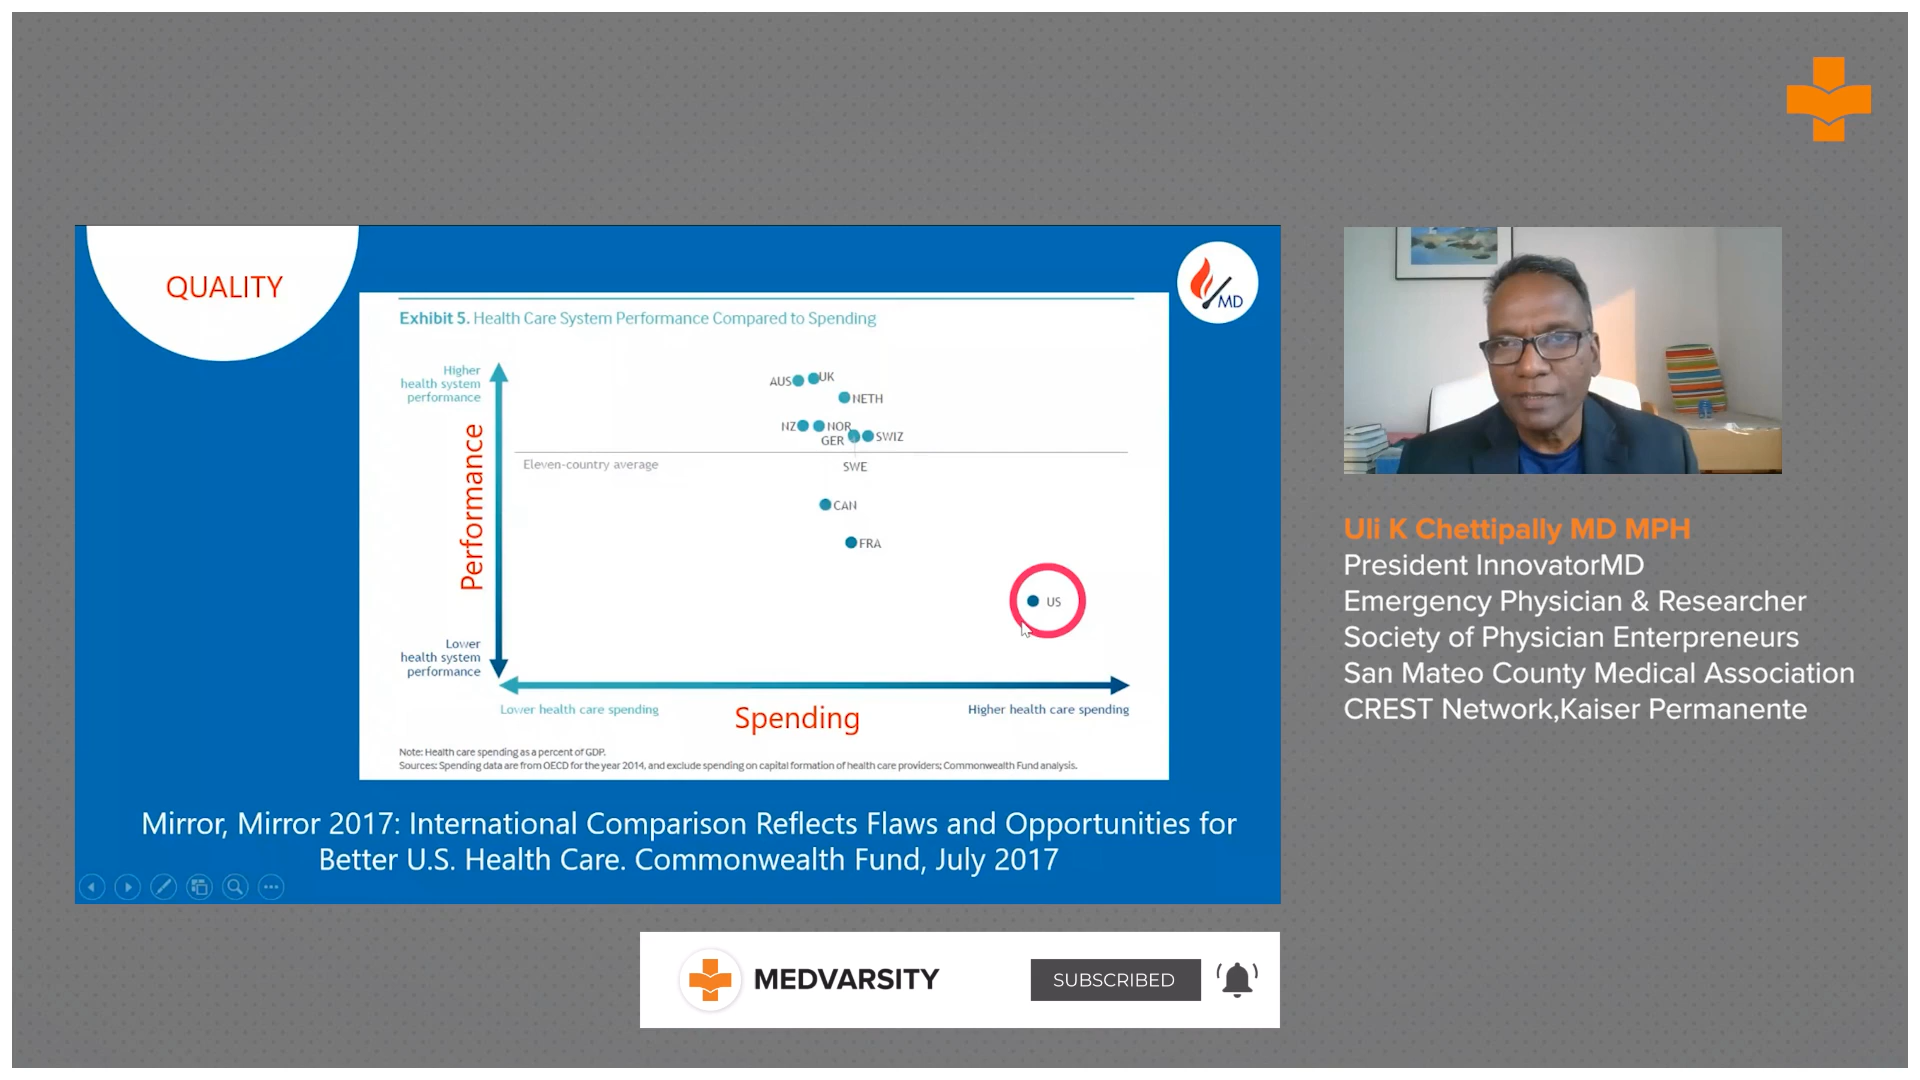 QUALITY
MD
Exhibit 5. Health Care System Performance Compared to Spending
Higher
health system
performance
AUS
UK
NETH
NZ
NOR
GER
SWIZ
Eleven-country average
SWE
CAN
FRA
US
Performance
Lower
health system
performance
Lower health care spending
Spending
Higher health care spending
Note: Health care spending as a percent of GDP.
Sources: Spending data are from OECD for the year 2014, and exclude spending on capital formation of health care providers; Commonwealth Fund analysis.
Mirror, Mirror 2017: International Comparison Reflects Flaws and Opportunities for
Better U.S. Health Care. Commonwealth Fund, July 2017
Uli K Chettipally MD MPH
President InnovatorMD
Emergency Physician & Researcher
Society of Physician Enterpreneurs
San Mateo County Medical Association
CREST Network,Kaiser Permanente
MEDVARSITY
SUBSCRIBED